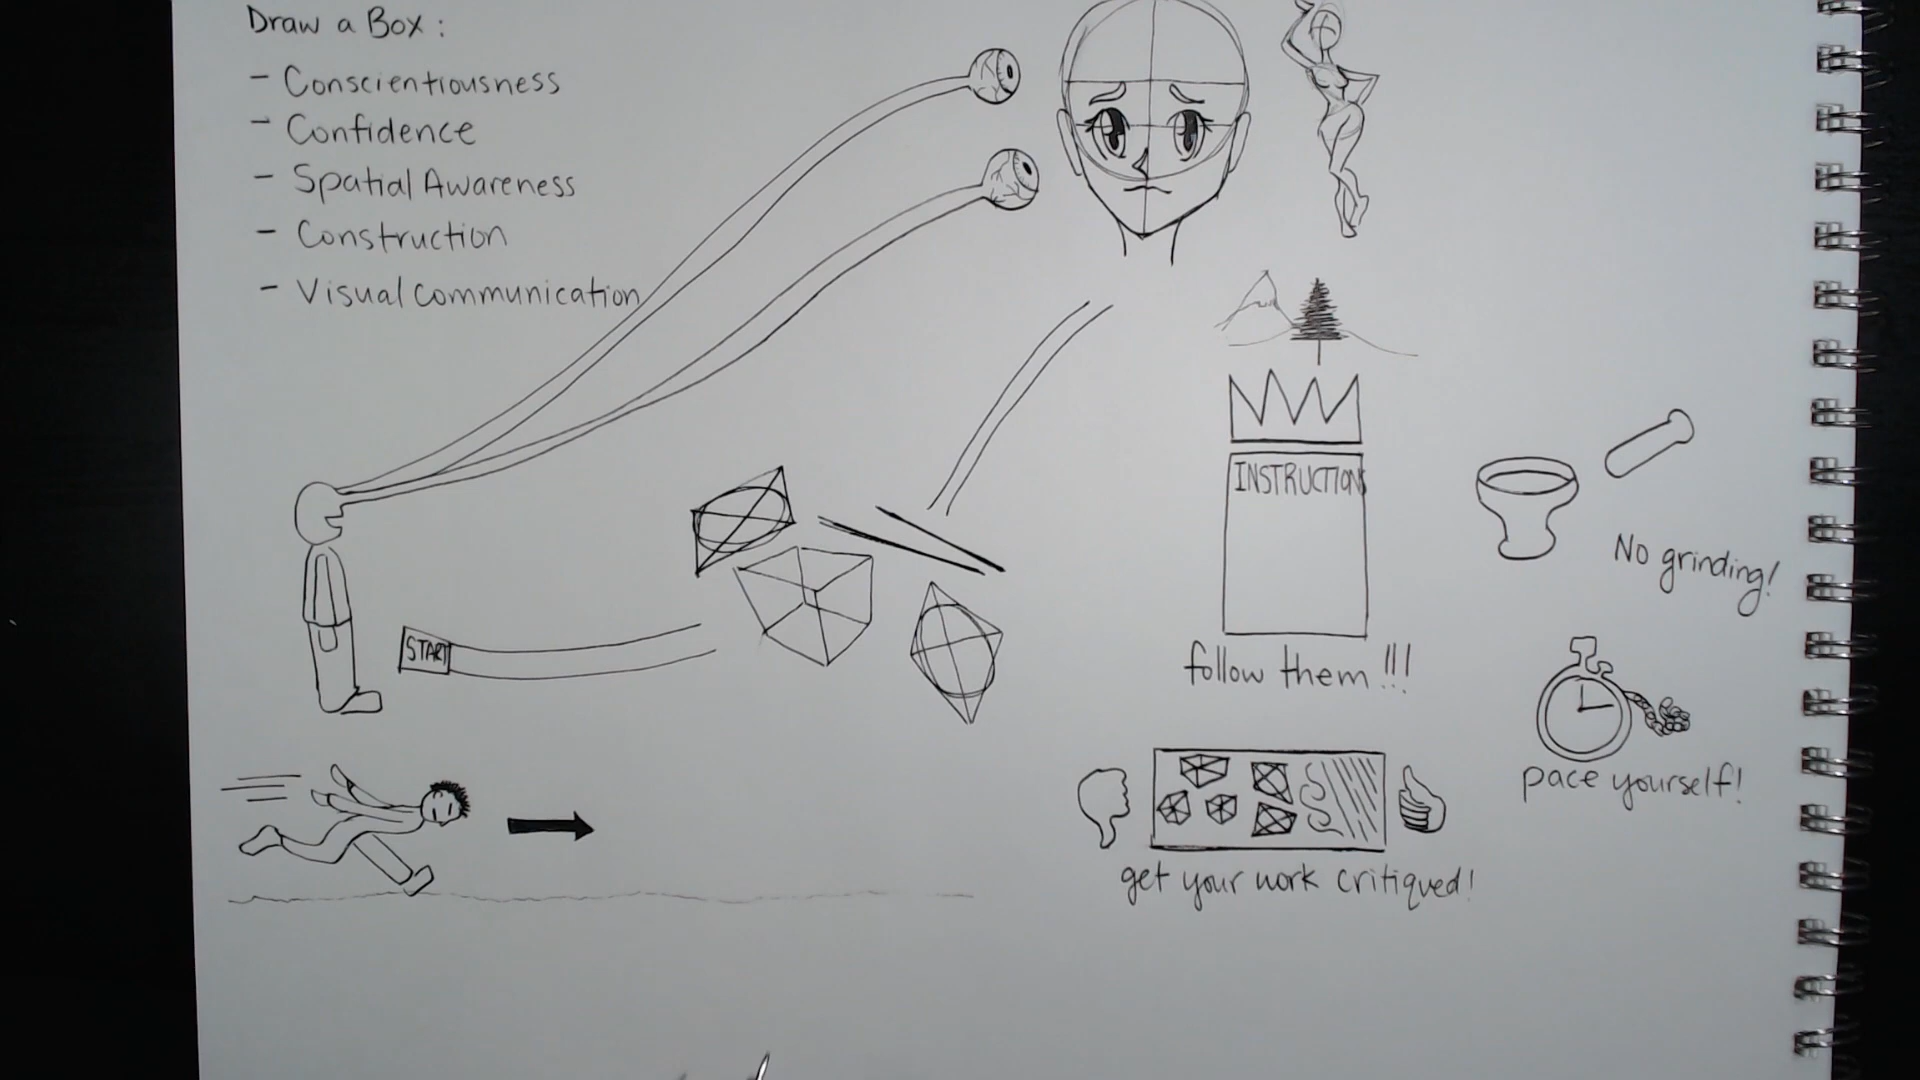 Draw a Box :
- Conscientiousness
- Confidence
- Spatial Awareness
- Construction
- Visual Communication
START
INSTRUCTIONS
follow them !!!
No grinding!
pace yourself!
get your work critiqued!